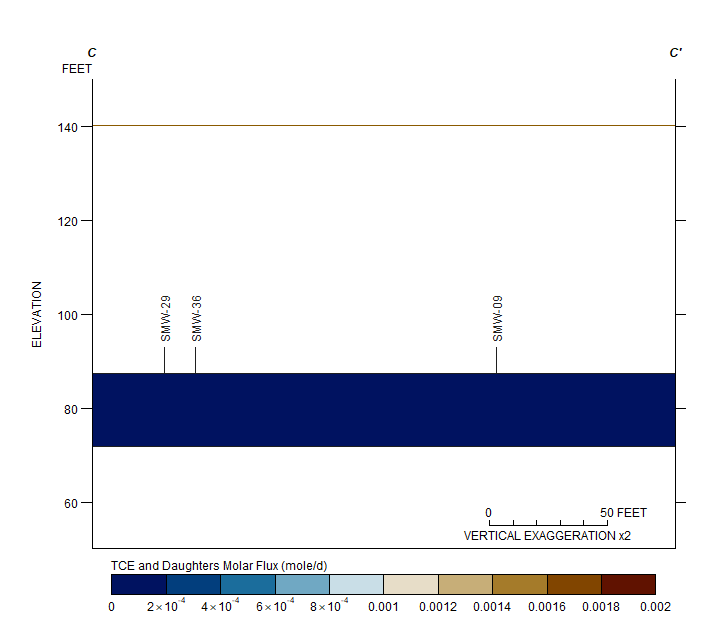 C C'
FEET
140
120
100
80
60
ELEVATION
SMW-29 SMW-36 SMW-09
0 50 FEET
VERTICAL EXAGGERATION x2
TCE and Daughters Molar Flux (mole/d)
0 2×10⁻⁴ 4×10⁻⁴ 6×10⁻⁴ 8×10⁻⁴ 0.001 0.0012 0.0014 0.0016 0.0018 0.002